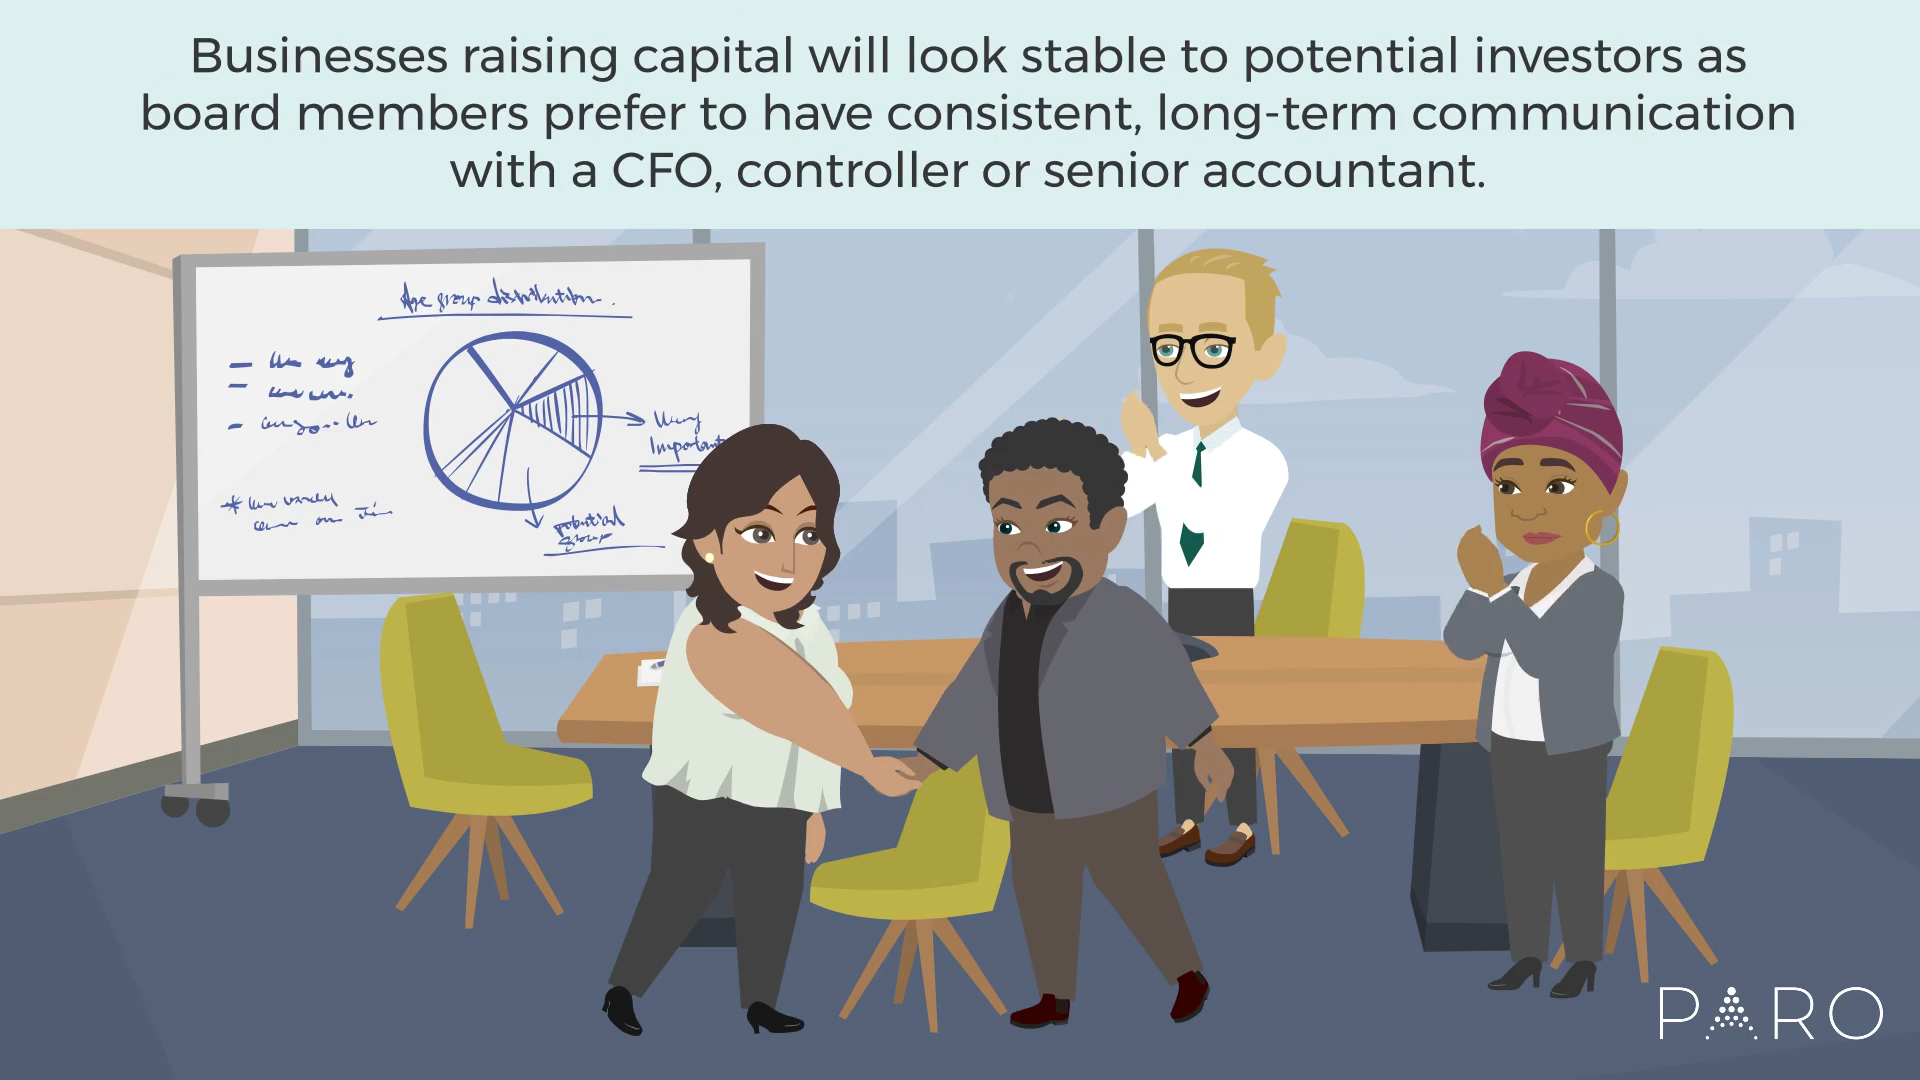 Businesses raising capital will look stable to potential investors as
board members prefer to have consistent, long-term communication
with a CFO, controller or senior accountant.
Age group distribution.
Very
Important
potential
group
PARO